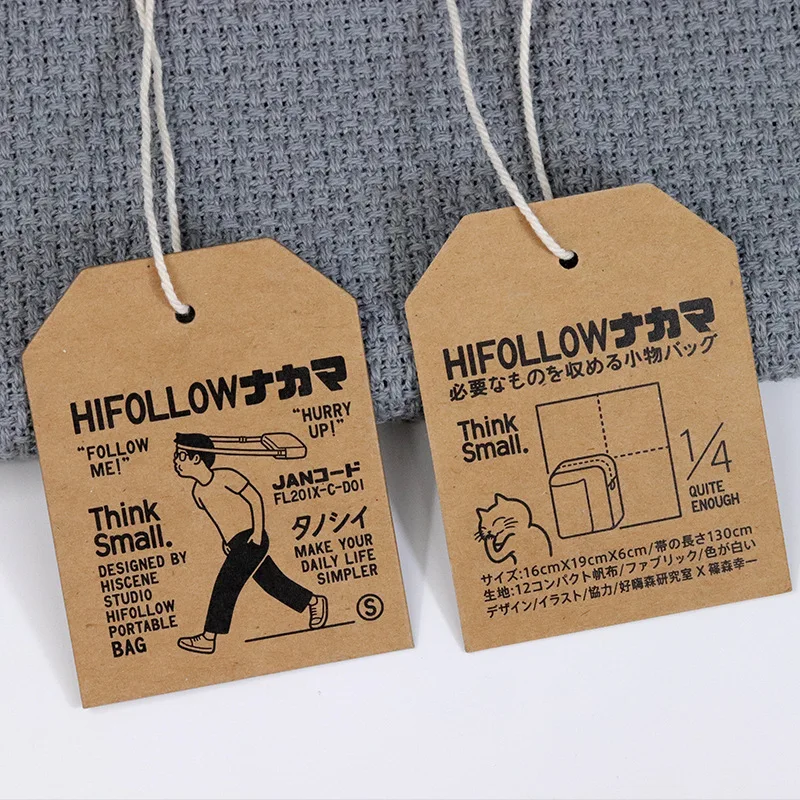 HIFOLLOWナカマ
"FOLLOW ME!"
"HURRY UP!"
JANコード
FL201X-C-D01
Think
Small.
タノシイ
MAKE YOUR
DAILY LIFE
SIMPLER
DESIGNED BY
HISCENE
STUDIO
HIFOLLOW
PORTABLE
BAG
S
HIFOLLOWナカマ
必要なものを収める小物バッグ
Think
Small.
1/4
QUITE
ENOUGH
サイズ:16cmX19cmX6cm/帯の長さ130cm
生地:12コンパクト帆布/ファブリック/色が白い
デザイン/イラスト/協力/好嗨森研究室 X 篠森幸一